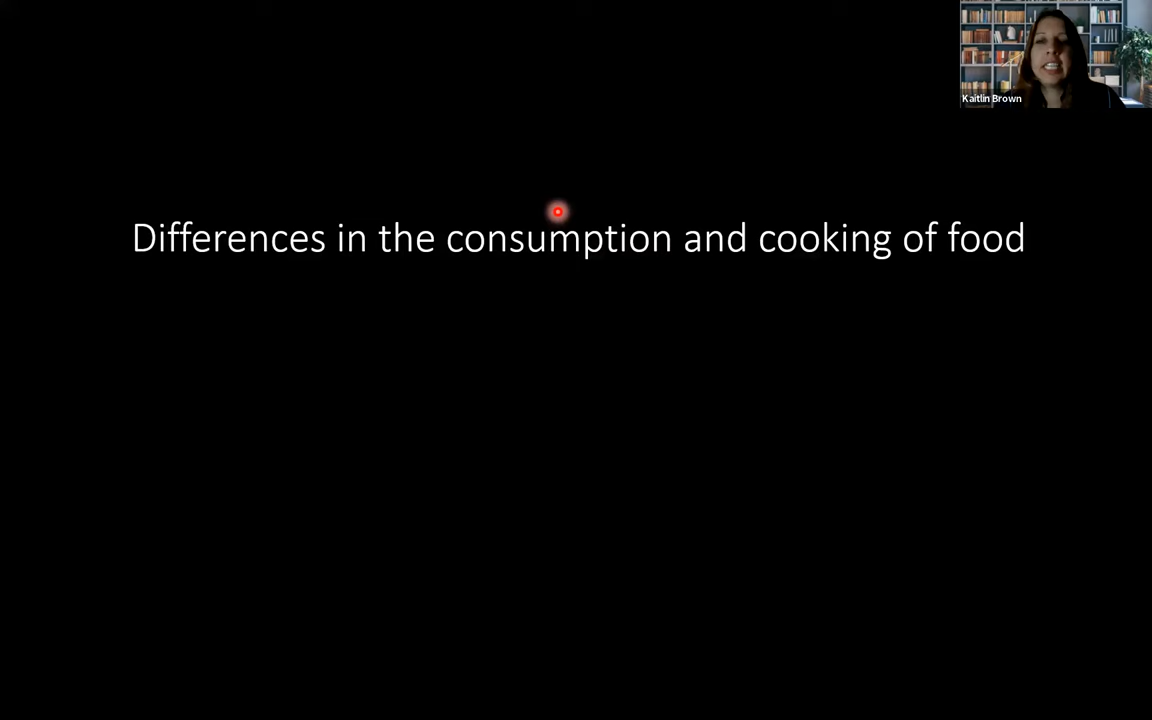 Kaitlin Brown
Differences in the consumption and cooking of food